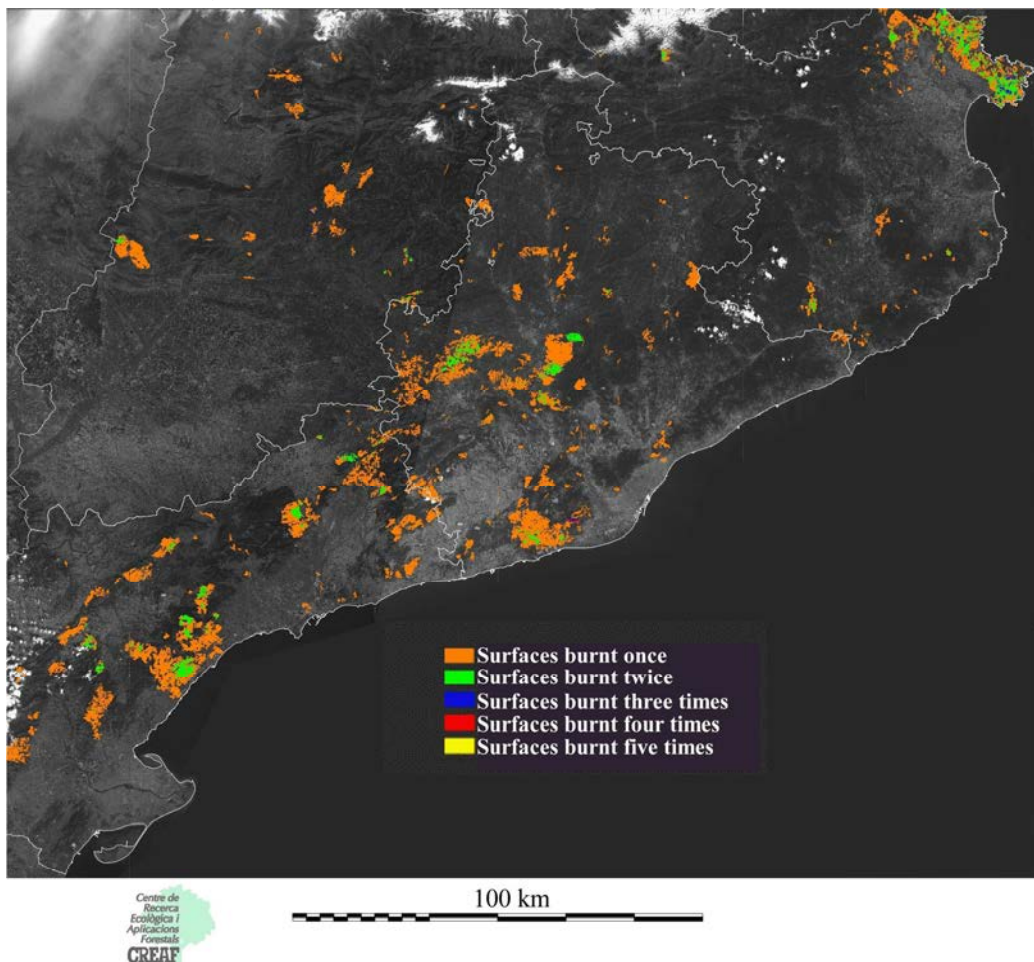 Surfaces burnt once
Surfaces burnt twice
Surfaces burnt three times
Surfaces burnt four times
Surfaces burnt five times
100 km
Centre de
Recerca
Ecològica i
Aplicacions
Forestals
CREAF